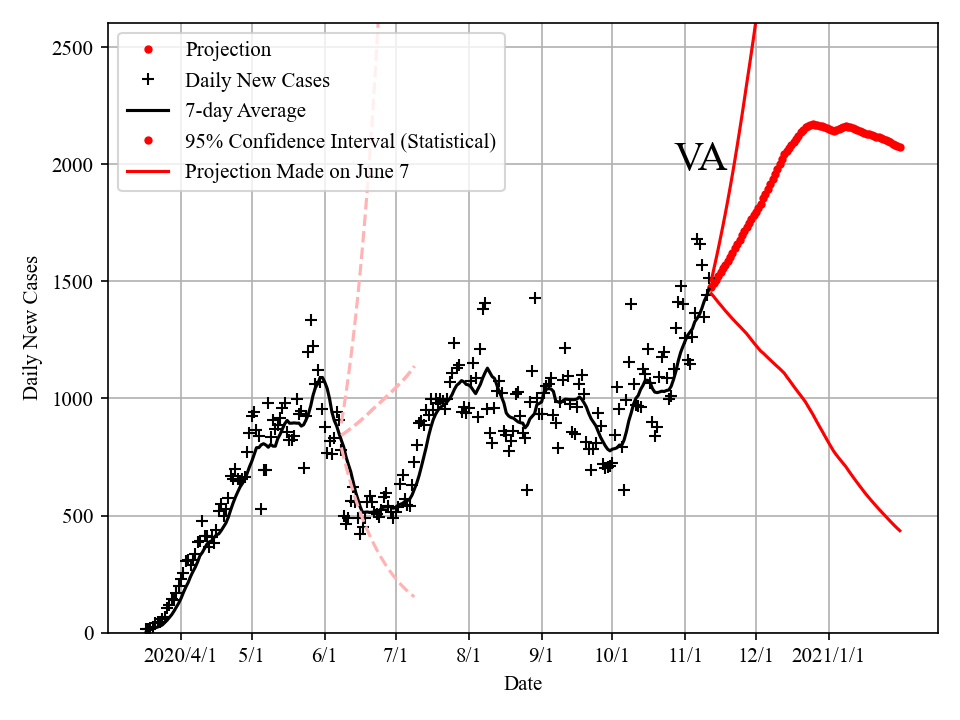 Projection
Daily New Cases
7-day Average
95% Confidence Interval (Statistical)
Projection Made on June 7
VA
Daily New Cases
2500
2000
1500
1000
500
0
2020/4/1 5/1 6/1 7/1 8/1 9/1 10/1 11/1 12/1 2021/1/1
Date